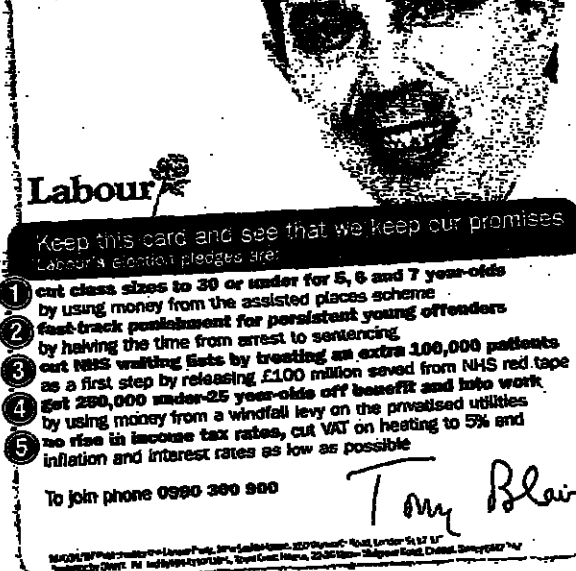 Labour
Keep this card and see that we keep our promises
Labour's election pledges are:
1 cut class sizes to 30 or under for 5, 6 and 7 year-olds
by using money from the assisted places scheme
2 fast-track punishment for persistent young offenders
by halving the time from arrest to sentencing
3 cut NHS waiting lists by treating an extra 100,000 patients
as a first step by releasing £100 million saved from NHS red tape
4 get 250,000 under-25 year-olds off benefit and into work
by using money from a windfall levy on the privatised utilities
5 no rise in income tax rates, cut VAT on heating to 5% and
inflation and interest rates as low as possible
To join phone 0990 300 900
Tony Blair